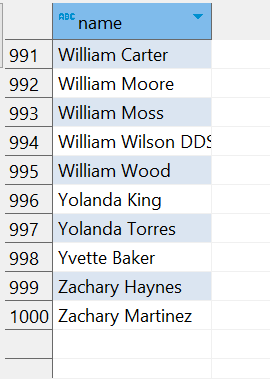 ABC name
991 William Carter
992 William Moore
993 William Moss
994 William Wilson DDS
995 William Wood
996 Yolanda King
997 Yolanda Torres
998 Yvette Baker
999 Zachary Haynes
1000 Zachary Martinez